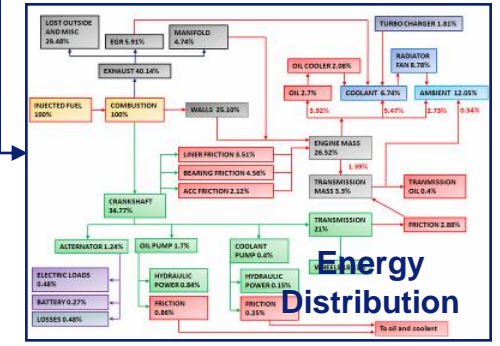 LOST OUTSIDE
AND MISC
29.48%
EGR 5.91%
MANIFOLD
4.74%
TURBO CHARGER 1.81%
EXHAUST 40.14%
OIL COOLER 2.08%
RADIATOR
FAN 8.78%
OIL 2.7%
COOLANT 6.74%
AMBIENT 12.05%
INJECTED FUEL
100%
COMBUSTION
100%
WALLS 25.10%
3.92%
5.47%
2.73%
0.54%
ENGINE MASS
26.52%
LINER FRICTION 3.51%
1.39%
BEARING FRICTION 4.56%
TRANSMISSION
MASS 3.3%
TRANMISSION
OIL 0.4%
ACC FRICTION 2.12%
CRANKSHAFT
34.77%
TRANSMISSION
21%
FRICTION 2.88%
ALTERNATOR 1.24%
OIL PUMP 1.7%
COOLANT
PUMP 0.4%
Energy
Distribution
ELECTRIC LOADS
0.48%
HYDRAULIC
POWER 0.84%
HYDRAULIC
POWER 0.15%
BATTERY 0.27%
FRICTION
0.86%
FRICTION
0.25%
LOSSES 0.48%
To oil and coolant